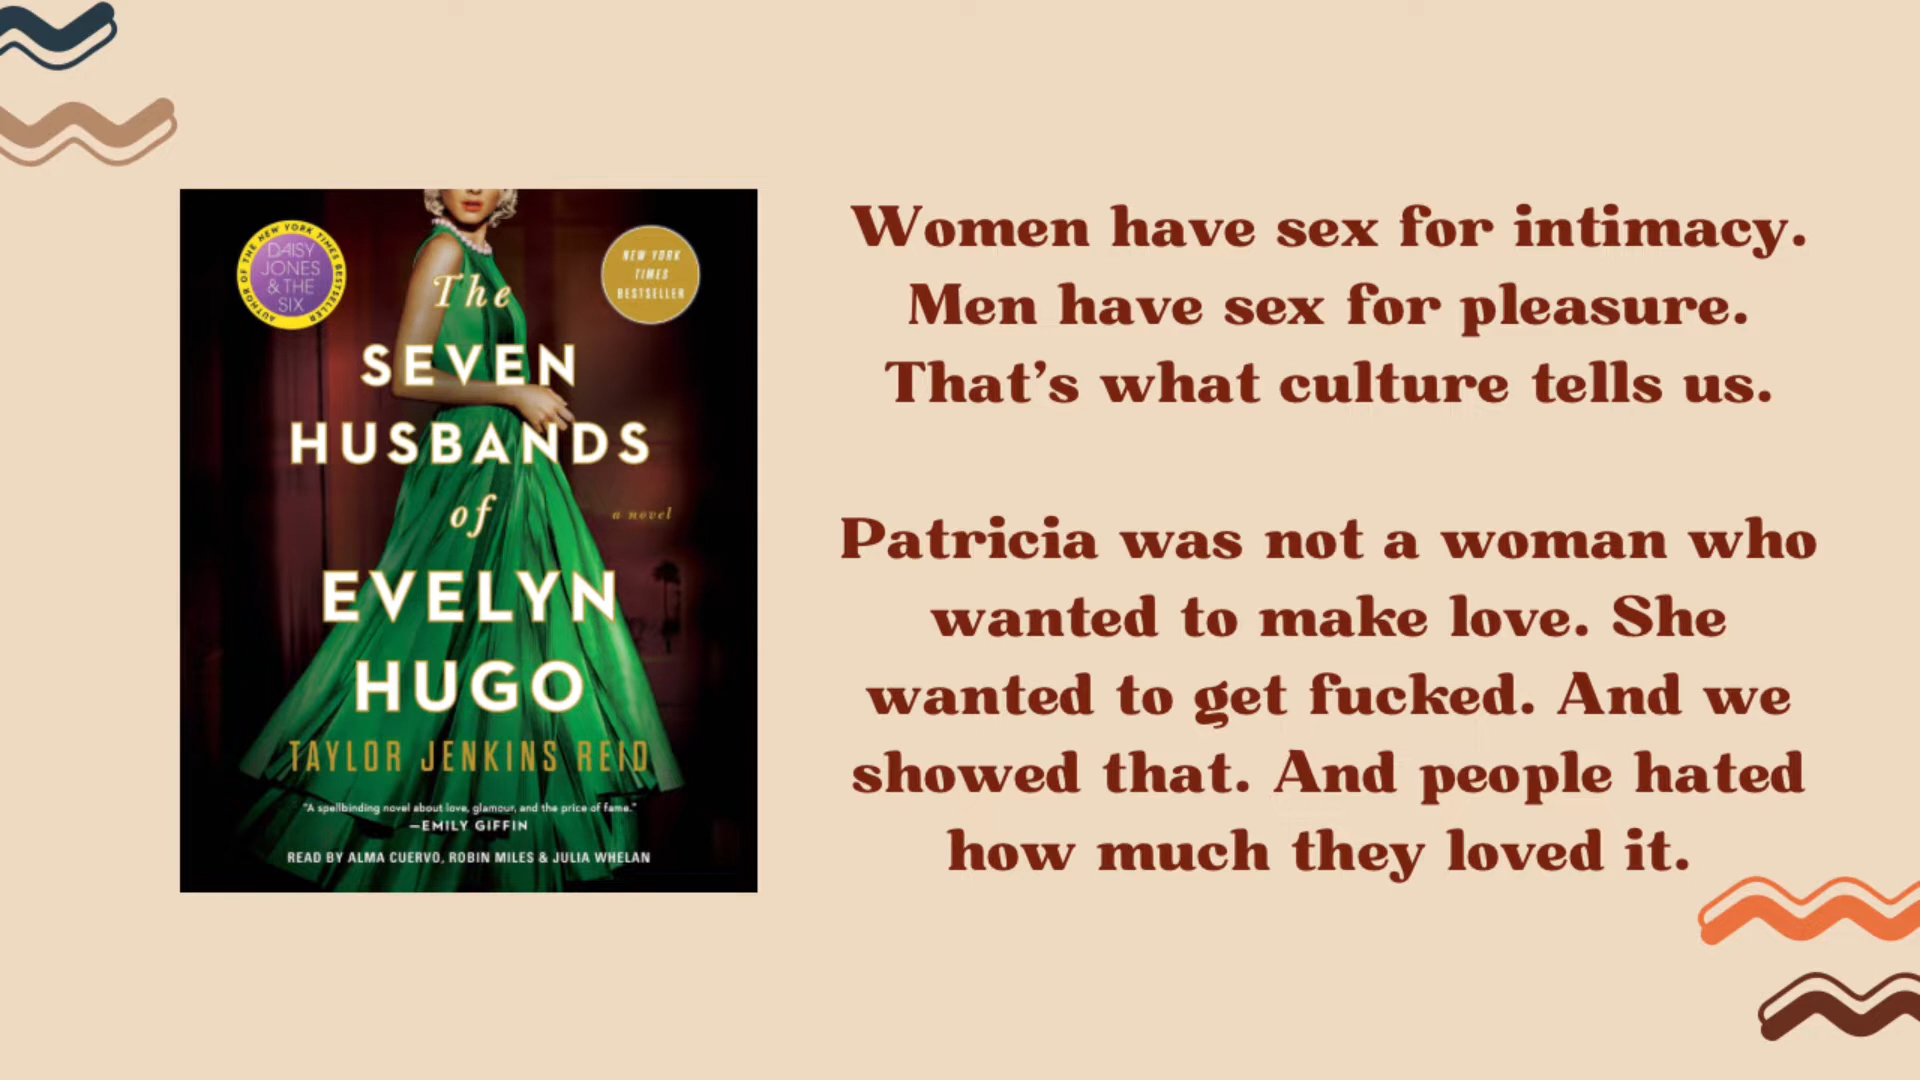 AUTHOR OF THE NEW YORK TIMES BESTSELLER
DAISY
JONES
& THE
SIX
NEW YORK
TIMES
BESTSELLER
The
SEVEN
HUSBANDS
of
a novel
EVELYN
HUGO
TAYLOR JENKINS REID
"A spellbinding novel about love, glamour, and the price of fame."
—EMILY GIFFIN
READ BY ALMA CUERVO, ROBIN MILES & JULIA WHELAN
Women have sex for intimacy.
Men have sex for pleasure.
That's what culture tells us.
Patricia was not a woman who
wanted to make love. She
wanted to get fucked. And we
showed that. And people hated
how much they loved it.